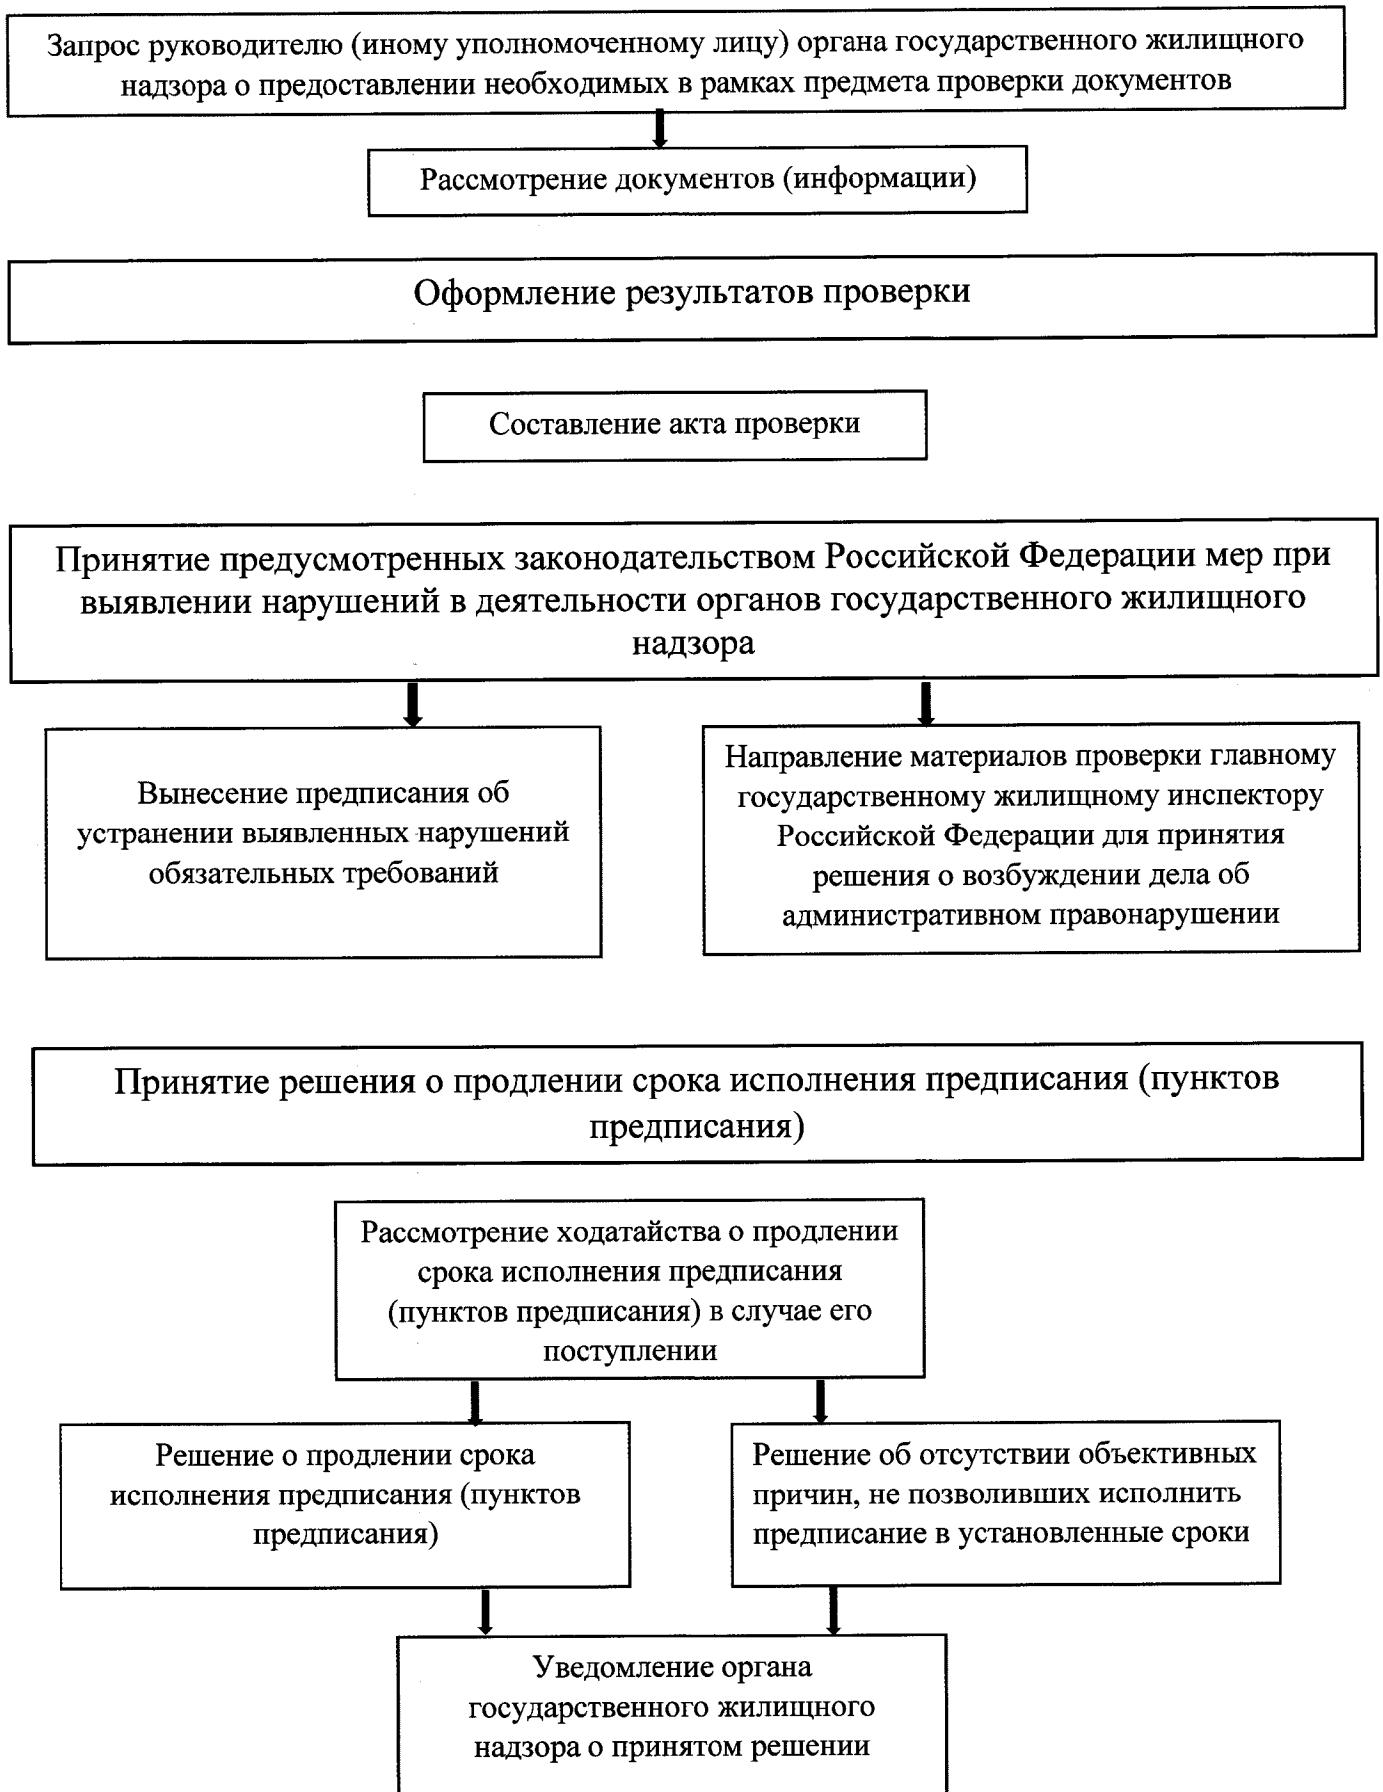 Запрос руководителю (иному уполномоченному лицу) органа государственного жилищного
надзора о предоставлении необходимых в рамках предмета проверки документов
Рассмотрение документов (информации)
Оформление результатов проверки
Составление акта проверки
Принятие предусмотренных законодательством Российской Федерации мер при
выявлении нарушений в деятельности органов государственного жилищного
надзора
Вынесение предписания об
устранении выявленных нарушений
обязательных требований
Направление материалов проверки главному
государственному жилищному инспектору
Российской Федерации для принятия
решения о возбуждении дела об
административном правонарушении
Принятие решения о продлении срока исполнения предписания (пунктов
предписания)
Рассмотрение ходатайства о продлении
срока исполнения предписания
(пунктов предписания) в случае его
поступлении
Решение о продлении срока
исполнения предписания (пунктов
предписания)
Решение об отсутствии объективных
причин, не позволивших исполнить
предписание в установленные сроки
Уведомление органа
государственного жилищного
надзора о принятом решении